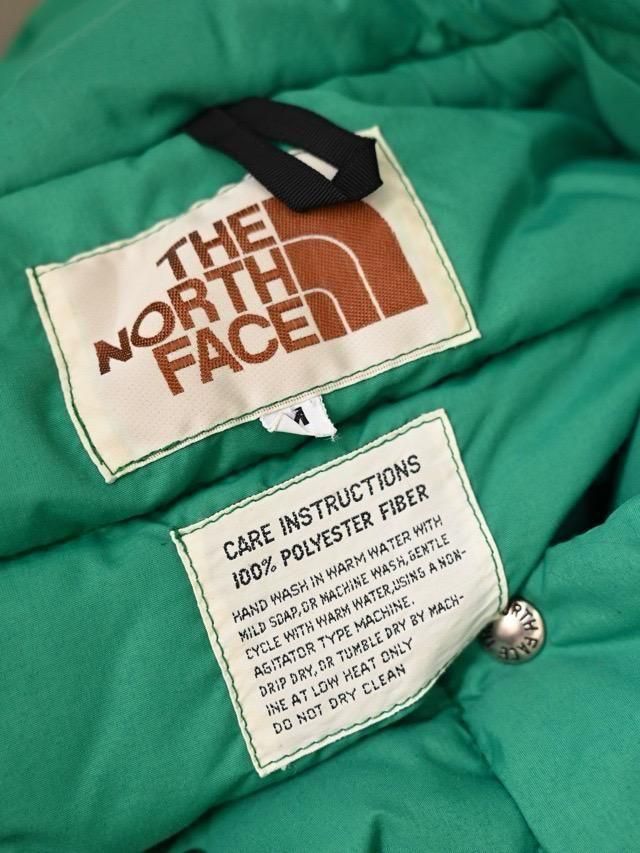 THE
NORTH
FACE
CARE INSTRUCTIONS
100% POLYESTER FIBER
HAND WASH IN WARM WATER WITH
MILD SOAP, OR MACHINE WASH, GENTLE
CYCLE WITH WARM WATER, USING A NON-
AGITATOR TYPE MACHINE.
DRIP DRY, OR TUMBLE DRY BY MACH-
INE AT LOW HEAT ONLY
DO NOT DRY CLEAN
NORTH FACE